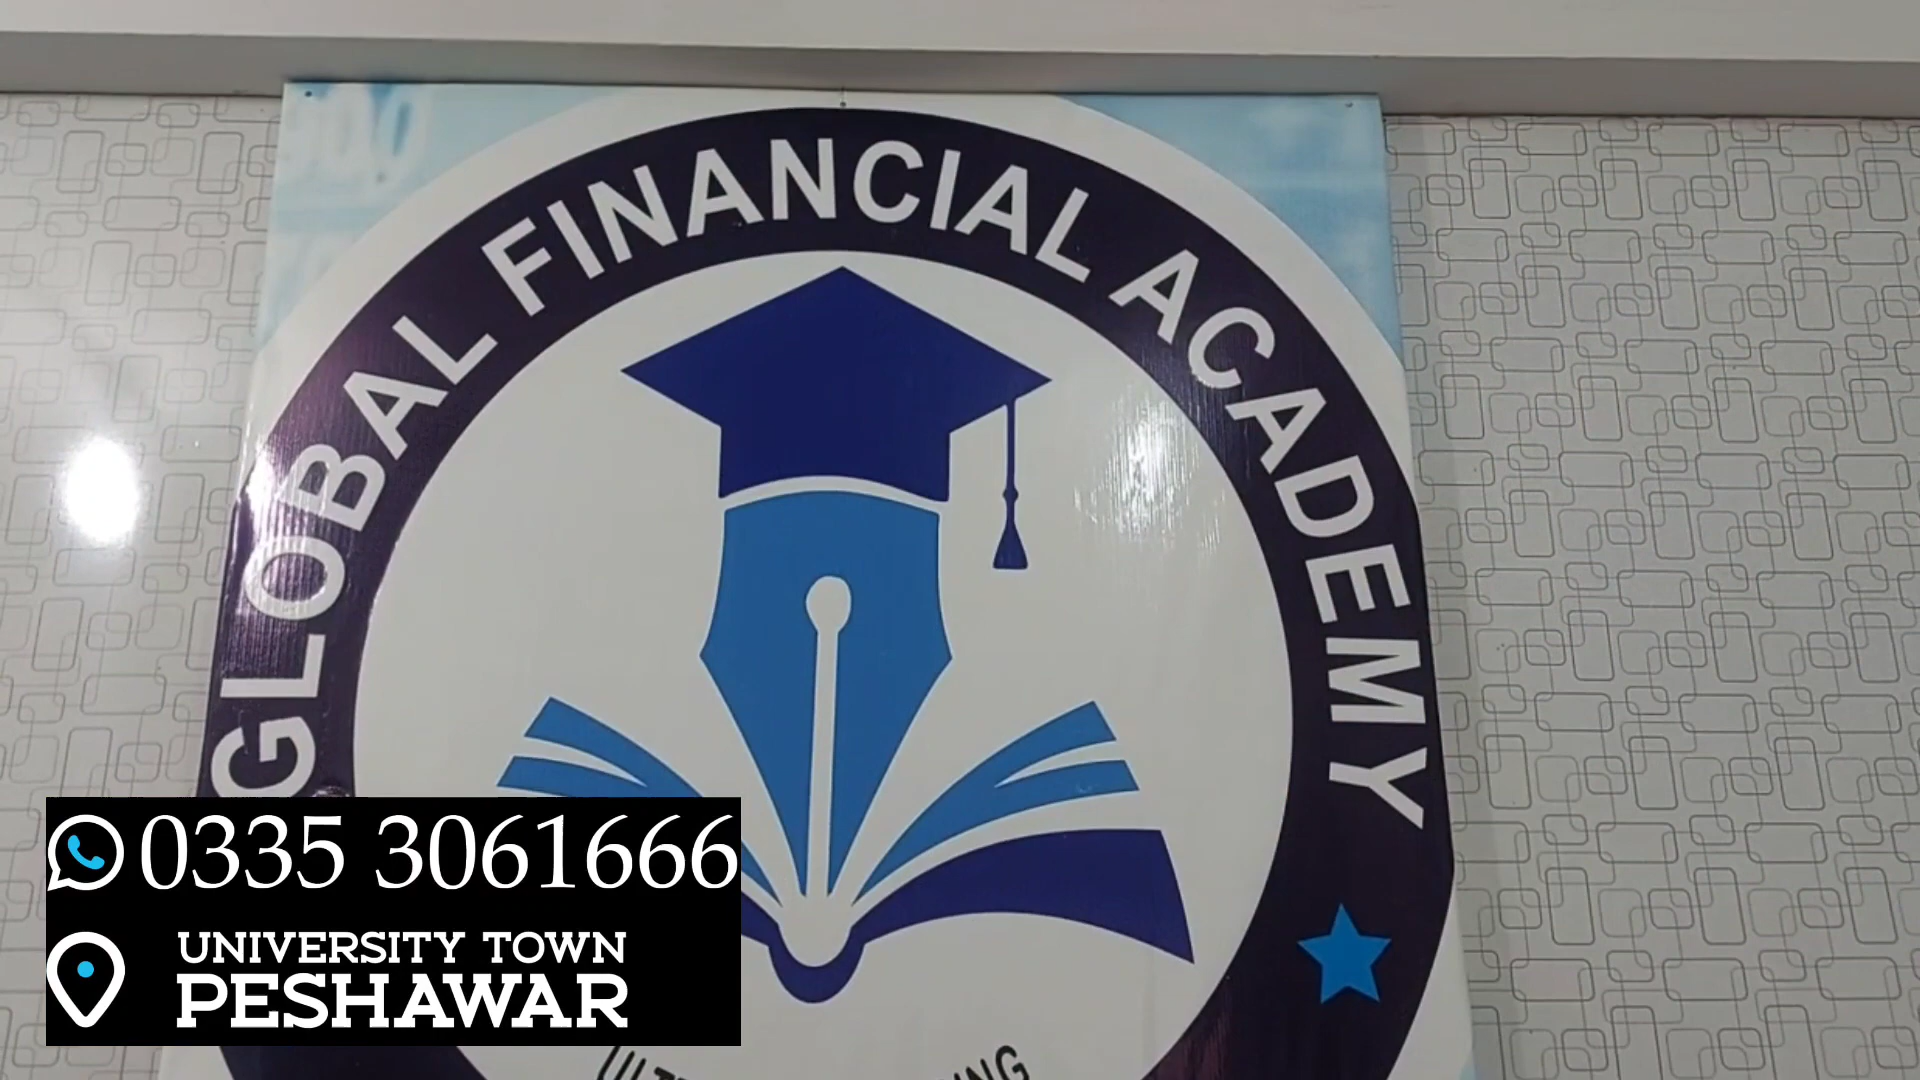 GLOBAL FINANCIAL ACADEMY
0335 3061666
UNIVERSITY TOWN
PESHAWAR